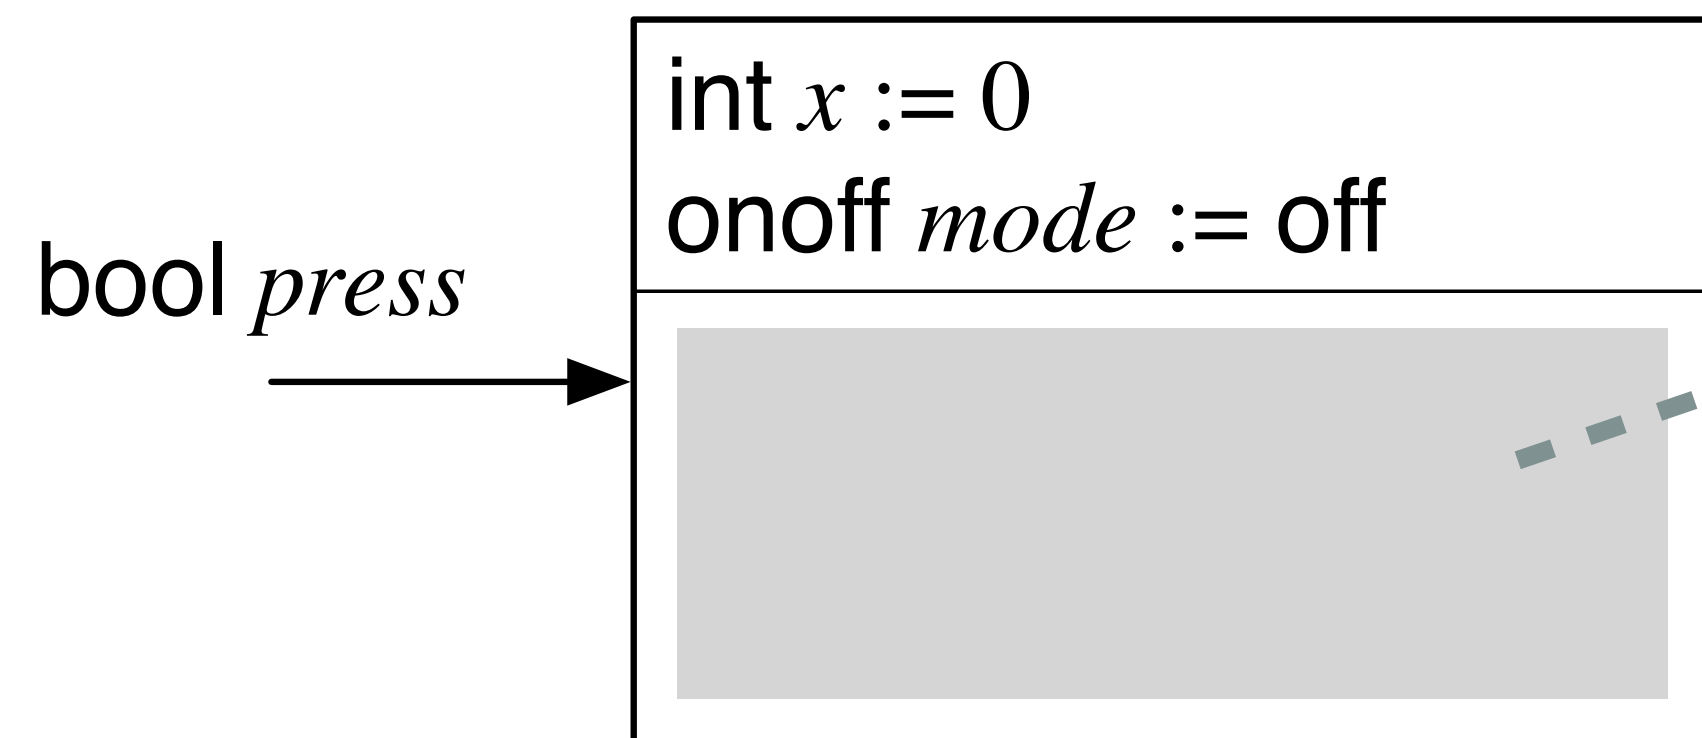 int x := 0
onoff mode := off
bool press